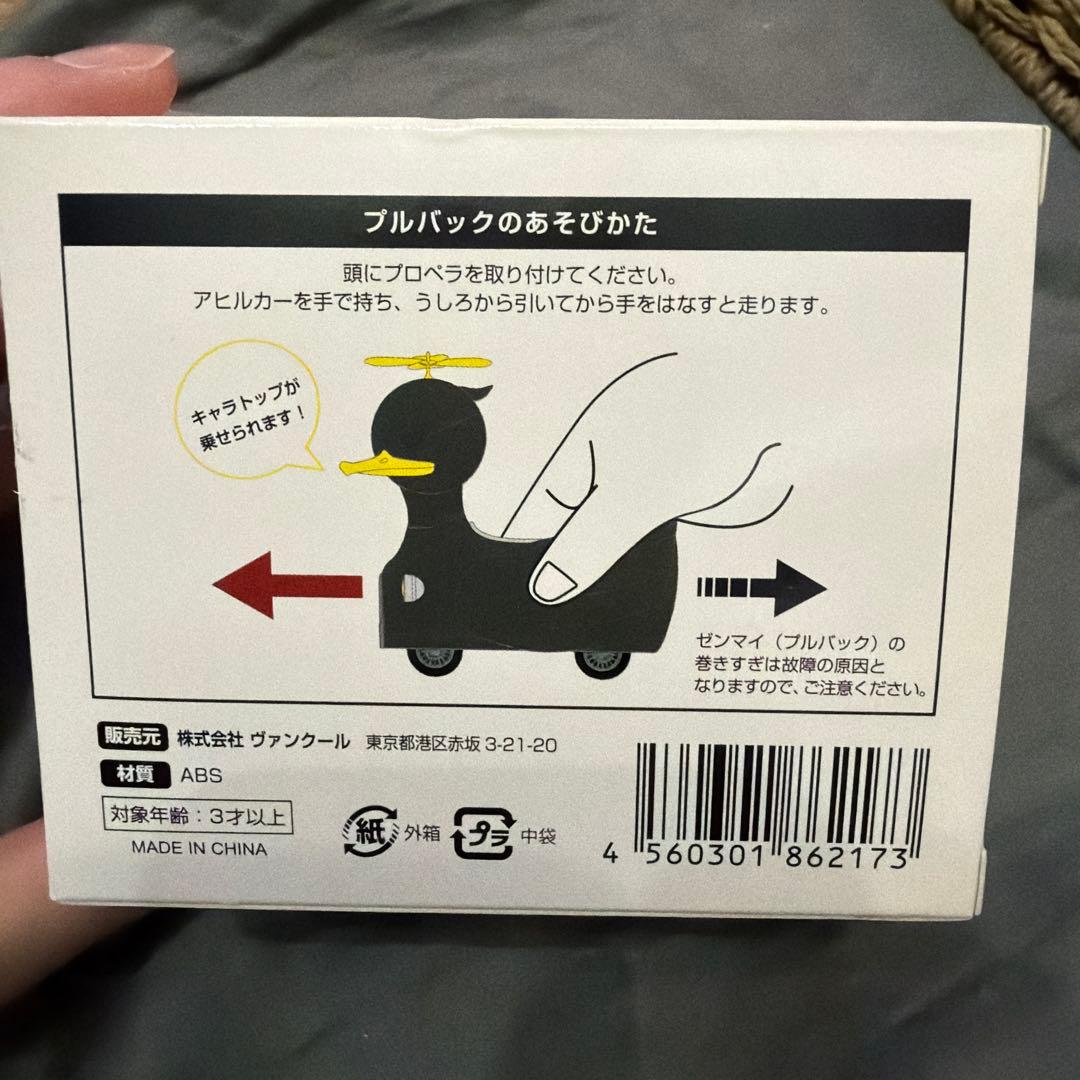 プルバックのあそびかた
頭にプロペラを取り付けてください。
アヒルカーを手で持ち、うしろから引いてから手をはなすと走ります。
キャラトップが
乗せられます！
ゼンマイ（プルバック）の
巻きすぎは故障の原因と
なりますので、ご注意ください。
販売元 株式会社 ヴァンクール 東京都港区赤坂 3-21-20
材質 ABS
対象年齢：3才以上
MADE IN CHINA
紙 外箱 プラ 中袋
4 560301 862173